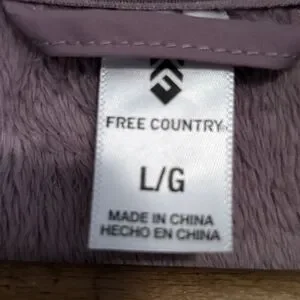 FREE COUNTRY
L/G
MADE IN CHINA
HECHO EN CHINA